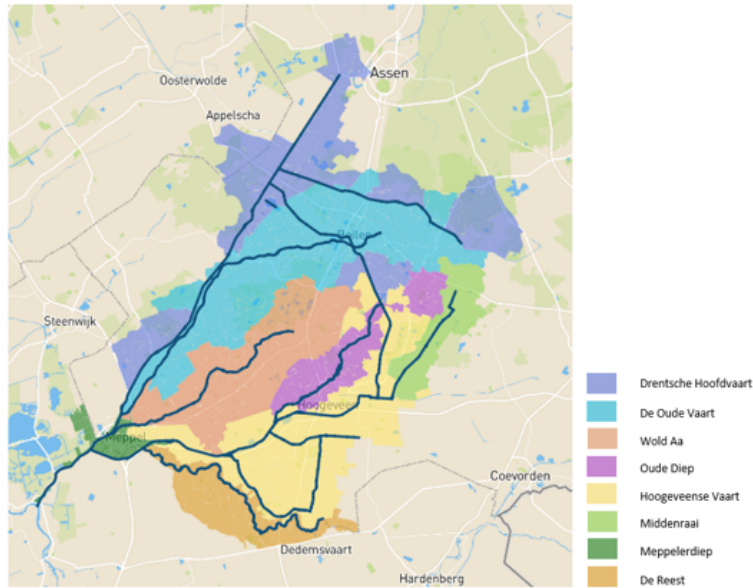 Assen
Oosterwolde
Appelscha
Beilen
Steenwijk
Hoogeveen
Meppel
Coevorden
Dedemsvaart
Hardenberg
Drentsche Hoofdvaart
De Oude Vaart
Wold Aa
Oude Diep
Hoogeveense Vaart
Middenraai
Meppelerdiep
De Reest